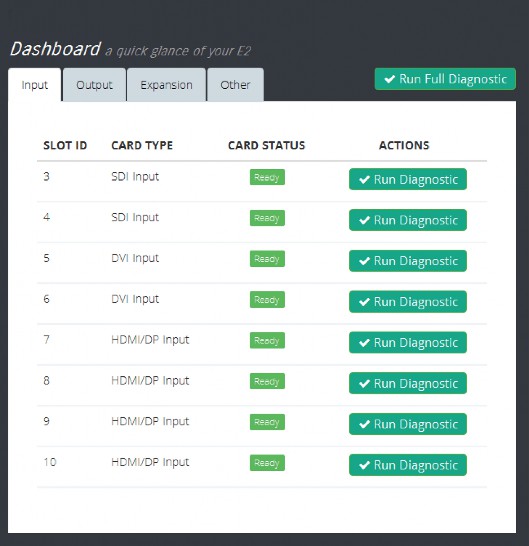 Dashboard a quick glance of your E2
Input Output Expansion Other Run Full Diagnostic
SLOT ID CARD TYPE CARD STATUS ACTIONS
3 SDI Input Ready Run Diagnostic
4 SDI Input Ready Run Diagnostic
5 DVI Input Ready Run Diagnostic
6 DVI Input Ready Run Diagnostic
7 HDMI/DP Input Ready Run Diagnostic
8 HDMI/DP Input Ready Run Diagnostic
9 HDMI/DP Input Ready Run Diagnostic
10 HDMI/DP Input Ready Run Diagnostic